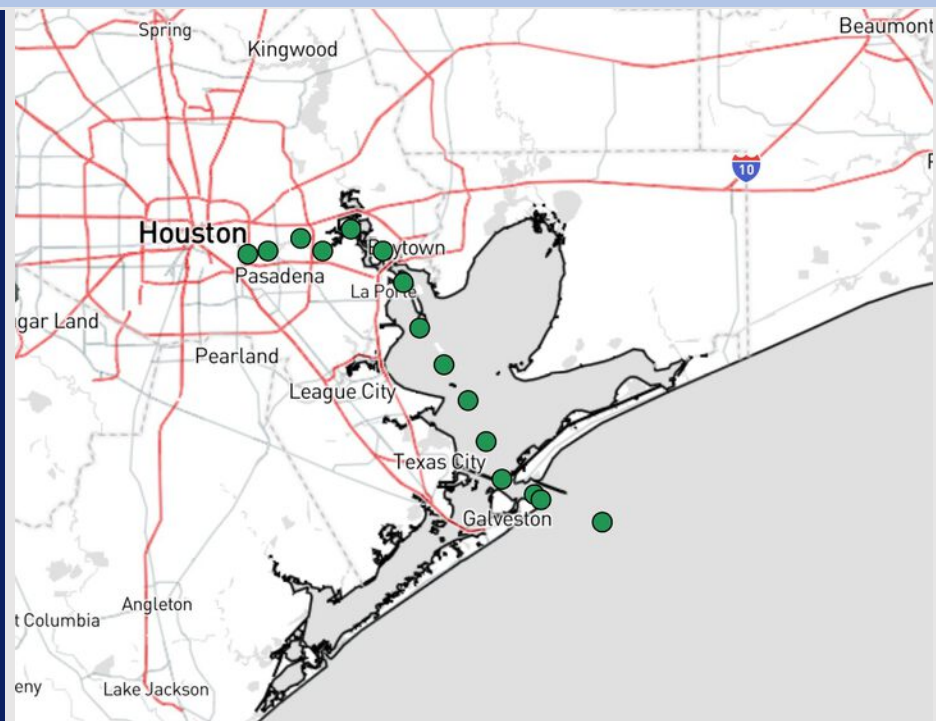 Spring
Kingwood
Beaumont
10
Houston
Baytown
Pasadena
La Porte
gar Land
Pearland
League City
Texas City
Galveston
Angleton
t Columbia
eny
Lake Jackson